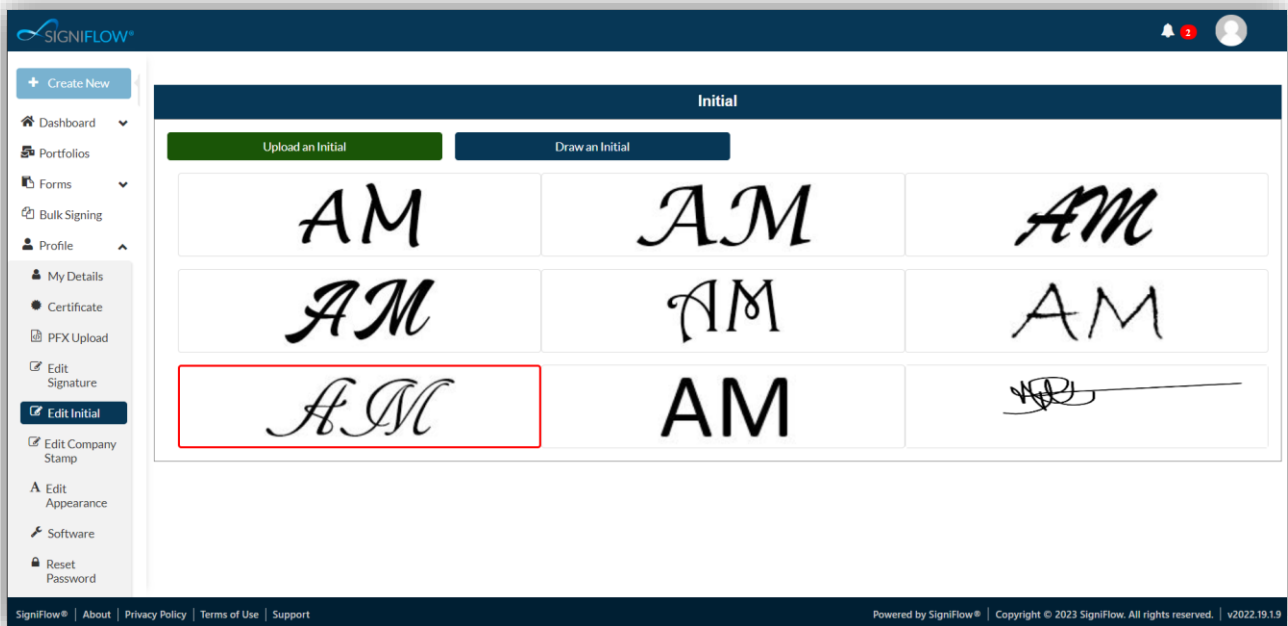 SIGNIFLOW®
2
+ Create New
Dashboard
Portfolios
Forms
Bulk Signing
Profile
My Details
Certificate
PFX Upload
Edit
Signature
Edit Initial
Edit Company
Stamp
A Edit
Appearance
Software
Reset
Password
Initial
Upload an Initial
Draw an Initial
AM
AM
AM
AM
AM
AM
AM
AM
SigniFlow® | About | Privacy Policy | Terms of Use | Support
Powered by SigniFlow® | Copyright © 2023 SigniFlow. All rights reserved. | v2022.19.1.9